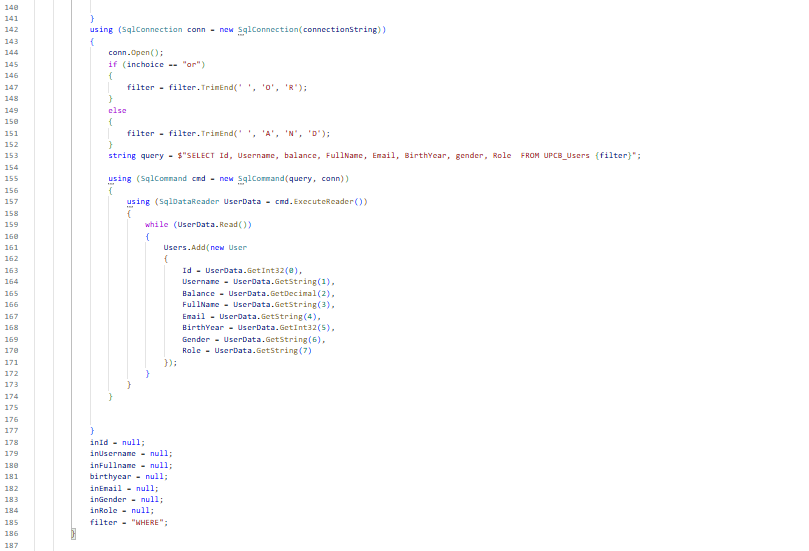 140
141 }
142 using (SqlConnection conn = new SqlConnection(connectionString))
143 {
144 conn.Open();
145 if (inchoice == "or")
146 {
147 filter = filter.TrimEnd(' ', 'O', 'R');
148 }
149 else
150 {
151 filter = filter.TrimEnd(' ', 'A', 'N', 'D');
152 }
153 string query = $"SELECT Id, Username, balance, FullName, Email, BirthYear, gender, Role  FROM UPCB_Users {filter}";
154
155 using (SqlCommand cmd = new SqlCommand(query, conn))
156 {
157 using (SqlDataReader UserData = cmd.ExecuteReader())
158 {
159 while (UserData.Read())
160 {
161 Users.Add(new User
162 {
163 Id = UserData.GetInt32(0),
164 Username = UserData.GetString(1),
165 Balance = UserData.GetDecimal(2),
166 FullName = UserData.GetString(3),
167 Email = UserData.GetString(4),
168 BirthYear = UserData.GetInt32(5),
169 Gender = UserData.GetString(6),
170 Role = UserData.GetString(7)
171 });
172 }
173 }
174 }
175
176
177 }
178 inId = null;
179 inUsername = null;
180 inFullname = null;
181 birthyear = null;
182 inEmail = null;
183 inGender = null;
184 inRole = null;
185 filter = "WHERE";
186 }
187